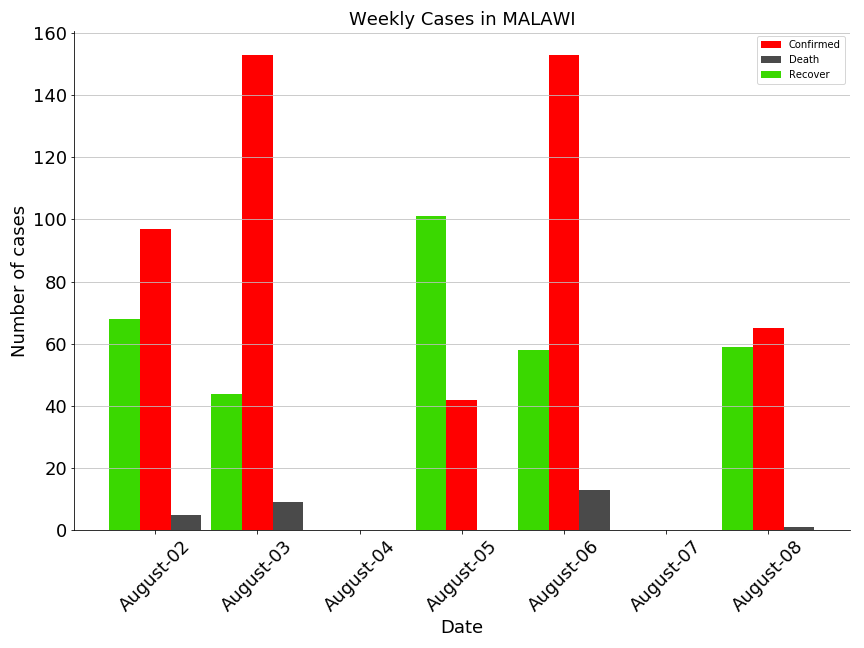 Weekly Cases in MALAWI
Confirmed
Death
Recover
Number of cases
160
140
120
100
80
60
40
20
0
August-02
August-03
August-04
August-05
August-06
August-07
August-08
Date